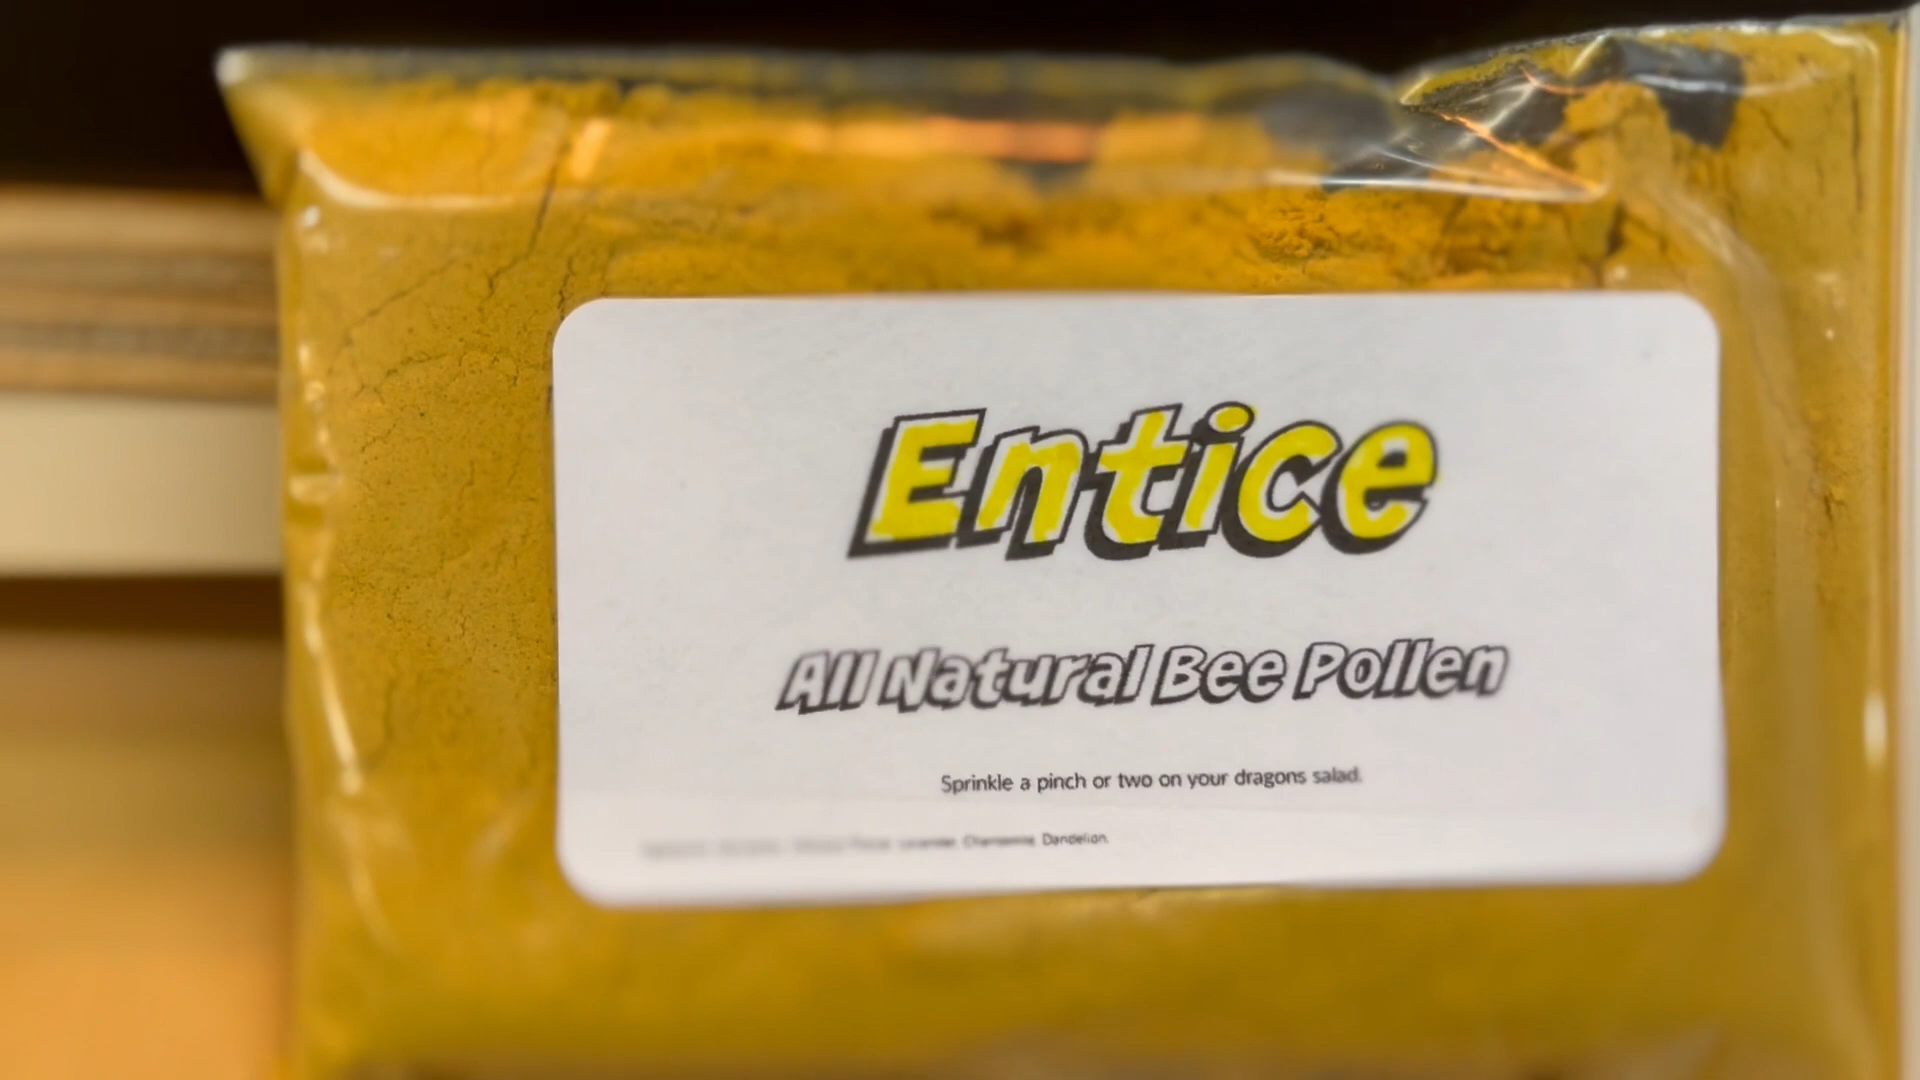 Entice
All Natural Bee Pollen
Sprinkle a pinch or two on your dragons salad.
Lavender, Chamomile, Dandelion.